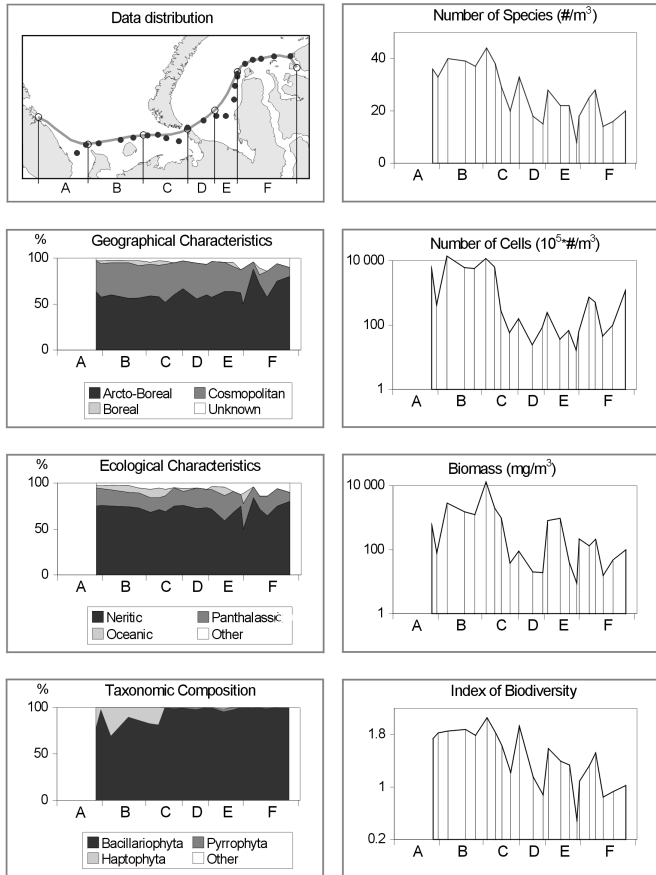 Data distribution
A B C D E F
Number of Species (#/m³)
40
20
0
A B C D E F
% Geographical Characteristics
100
50
0
A B C D E F
Arcto-Boreal Cosmopolitan
Boreal Unknown
Number of Cells (10⁵*#/m³)
10 000
100
1
A B C D E F
% Ecological Characteristics
100
50
0
A B C D E F
Neritic Panthalassic
Oceanic Other
Biomass (mg/m³)
10 000
100
1
A B C D E F
% Taxonomic Composition
100
50
0
A B C D E F
Bacillariophyta Pyrrophyta
Haptophyta Other
Index of Biodiversity
1.8
1
0.2
A B C D E F